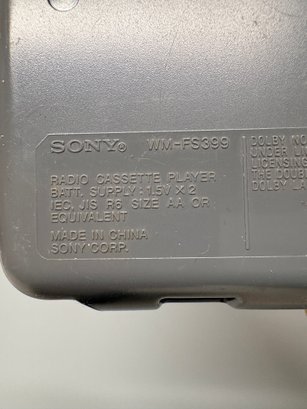 SONY® WM-FS399
RADIO CASSETTE PLAYER
BATT. SUPPLY : 1.5V X 2
IEC, JIS R6 SIZE AA OR
EQUIVALENT
MADE IN CHINA
SONY CORP.
DOLBY NO
UNDER LI
LICENSING
THE DOUB
DOLBY LA